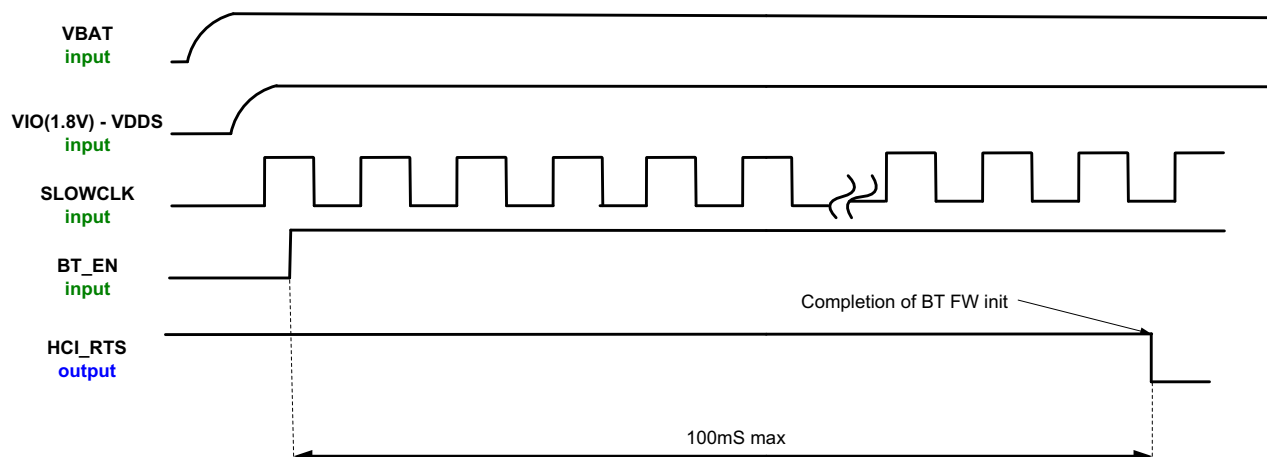 VBAT
input
VIO(1.8V) - VDDS
input
SLOWCLK
input
BT_EN
input
Completion of BT FW init
HCI_RTS
output
100mS max